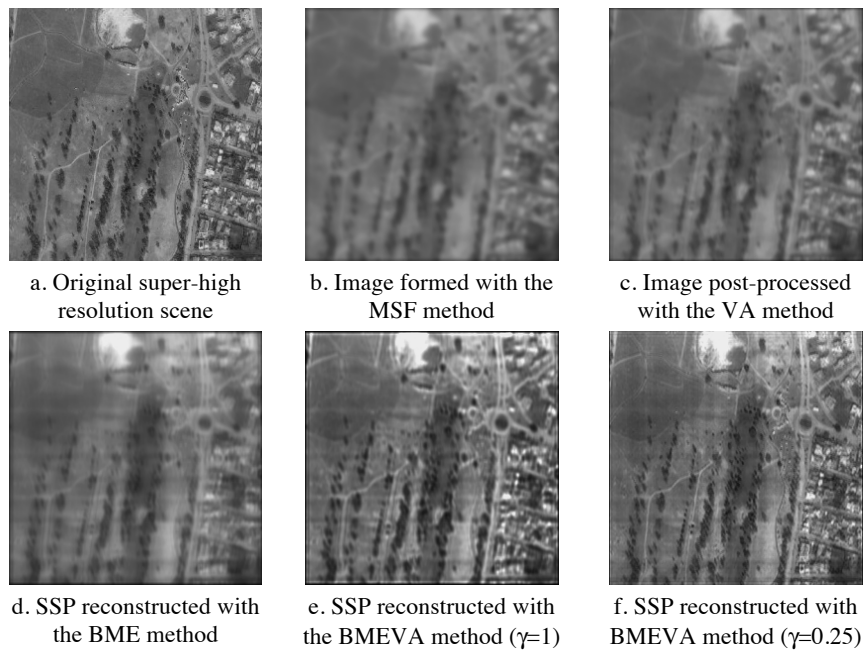 a. Original super-high
resolution scene
b. Image formed with the
MSF method
c. Image post-processed
with the VA method
d. SSP reconstructed with
the BME method
e. SSP reconstructed with
the BMEVA method (γ=1)
f. SSP reconstructed with
BMEVA method (γ=0.25)